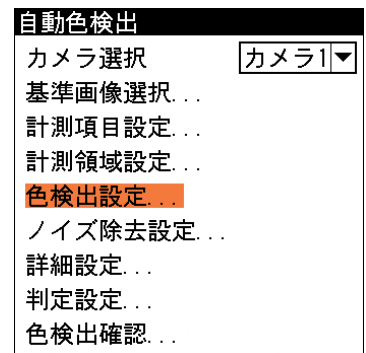 自動色検出
カメラ選択 カメラ1▼
基準画像選択...
計測項目設定...
計測領域設定...
色検出設定...
ノイズ除去設定...
詳細設定...
判定設定...
色検出確認...